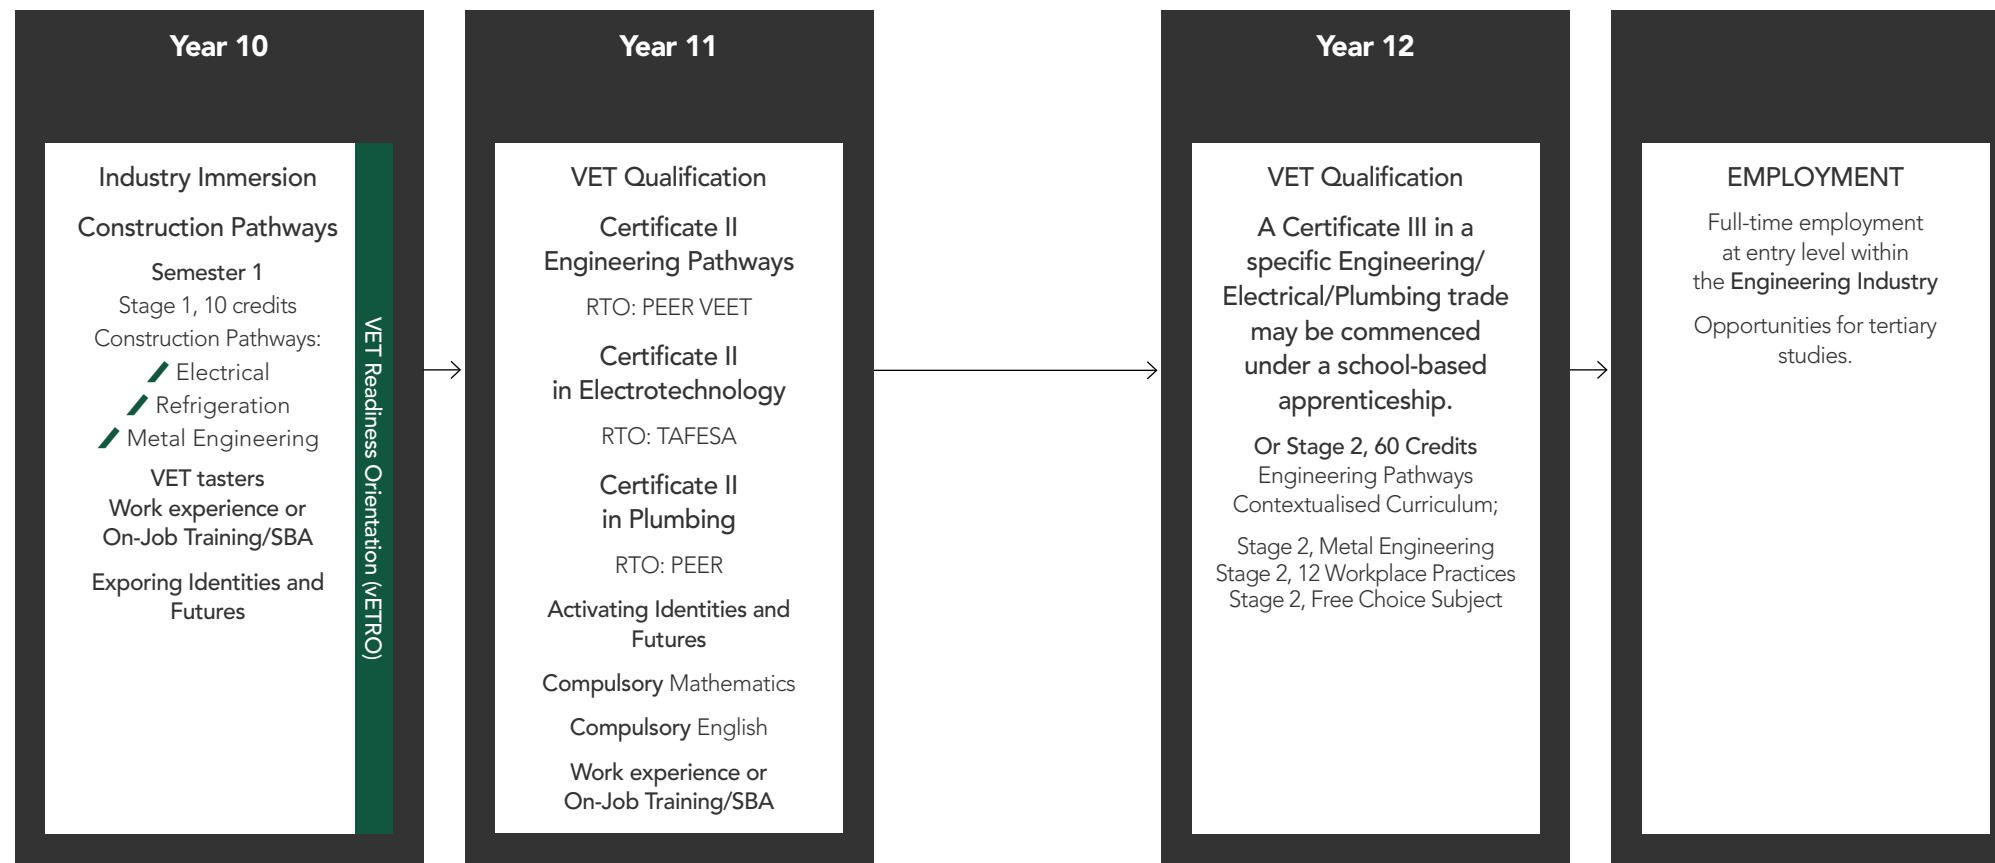 Year 10
Industry Immersion
Construction Pathways
Semester 1
Stage 1, 10 credits
Construction Pathways:
Electrical
Refrigeration
Metal Engineering
VET tasters
Work experience or
On-Job Training/SBA
Exporing Identities and
Futures
VET Readiness Orientation (vETRO)
Year 11
VET Qualification
Certificate II
Engineering Pathways
RTO: PEER VEET
Certificate II
in Electrotechnology
RTO: TAFESA
Certificate II
in Plumbing
RTO: PEER
Activating Identities and
Futures
Compulsory Mathematics
Compulsory English
Work experience or
On-Job Training/SBA
Year 12
VET Qualification
A Certificate III in a
specific Engineering/
Electrical/Plumbing trade
may be commenced
under a school-based
apprenticeship.
Or Stage 2, 60 Credits
Engineering Pathways
Contextualised Curriculum;
Stage 2, Metal Engineering
Stage 2, 12 Workplace Practices
Stage 2, Free Choice Subject
EMPLOYMENT
Full-time employment
at entry level within
the Engineering Industry
Opportunities for tertiary
studies.